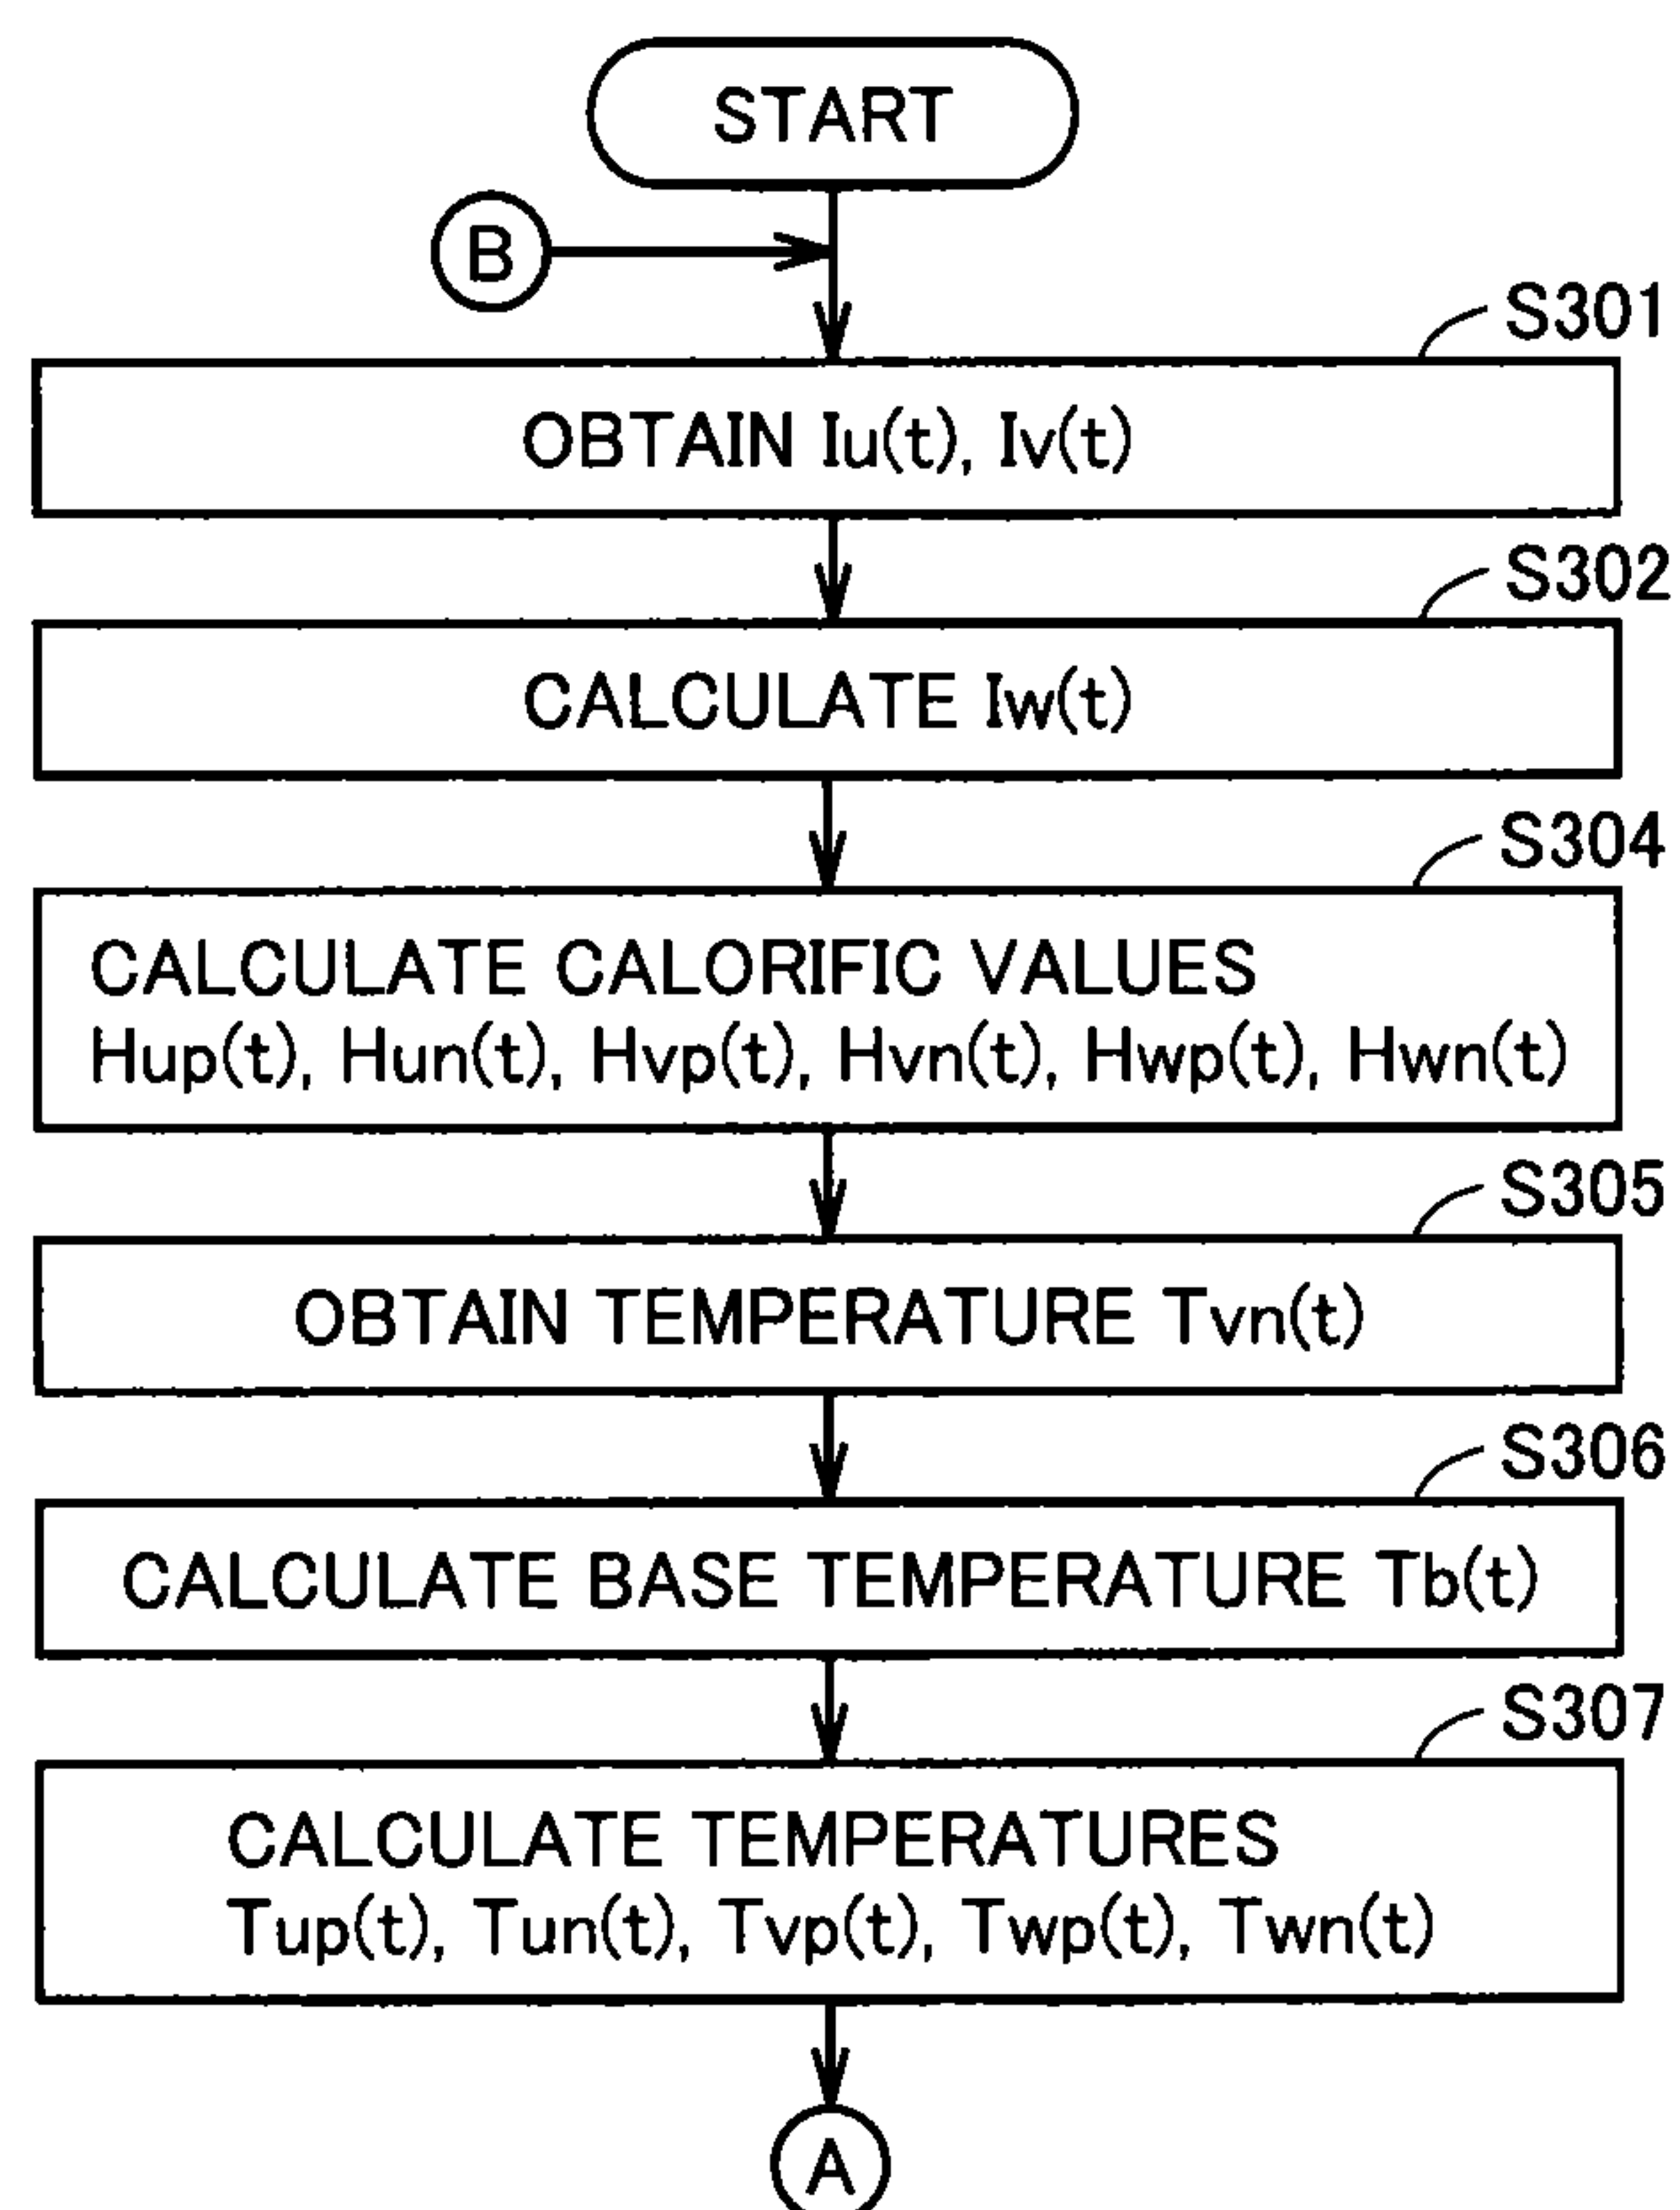 START
B
S301
OBTAIN Iu(t), Iv(t)
S302
CALCULATE Iw(t)
S304
CALCULATE CALORIFIC VALUES
Hup(t), Hun(t), Hvp(t), Hvn(t), Hwp(t), Hwn(t)
S305
OBTAIN TEMPERATURE Tvn(t)
S306
CALCULATE BASE TEMPERATURE Tb(t)
S307
CALCULATE TEMPERATURES
Tup(t), Tun(t), Tvp(t), Twp(t), Twn(t)
A